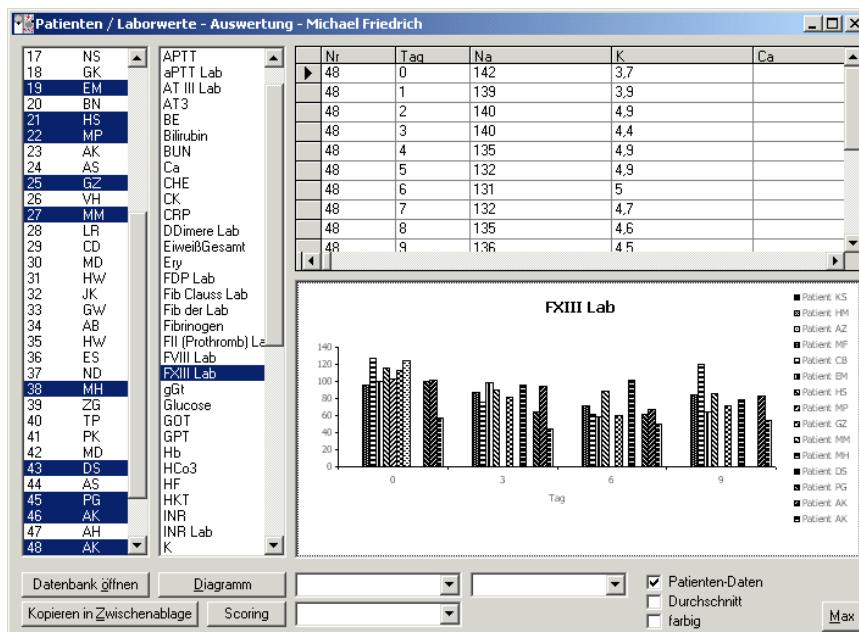 Patienten / Laborwerte - Auswertung - Michael Friedrich
17 NS
18 GK
19 EM
20 BN
21 HS
22 MP
23 AK
24 AS
25 GZ
26 VH
27 MM
28 LR
29 CD
30 MD
31 HW
32 JK
33 GW
34 AB
35 HW
36 ES
37 ND
38 MH
39 ZG
40 TP
41 PK
42 MD
43 DS
44 AS
45 PG
46 AK
47 AH
48 AK
APTT
aPTT Lab
AT III Lab
AT3
BE
Bilirubin
BUN
Ca
CHE
CK
CRP
DDimere Lab
EiweißGesamt
Ery
FDP Lab
Fib Clauss Lab
Fib der Lab
Fibrinogen
FII (Prothromb) La
FVIII Lab
FXIII Lab
gGt
Glucose
GOT
GPT
Hb
HCo3
HF
HKT
INR
INR Lab
K
Nr Tag Na K Ca
48 0 142 3,7
48 1 139 3,9
48 2 140 4,9
48 3 140 4,4
48 4 135 4,9
48 5 132 4,9
48 6 131 5
48 7 132 4,7
48 8 135 4,6
48 9 136 4,5
FXIII Lab
140
120
100
80
60
40
20
0
0 3 6 9
Tag
Patient KS
Patient HM
Patient AZ
Patient MF
Patient CB
Patient EM
Patient HS
Patient MP
Patient GZ
Patient MM
Patient MH
Patient DS
Patient PG
Patient AK
Patient AK
Datenbank öffnen
Diagramm
Kopieren in Zwischenablage
Scoring
Patienten-Daten
Durchschnitt
farbig
Max